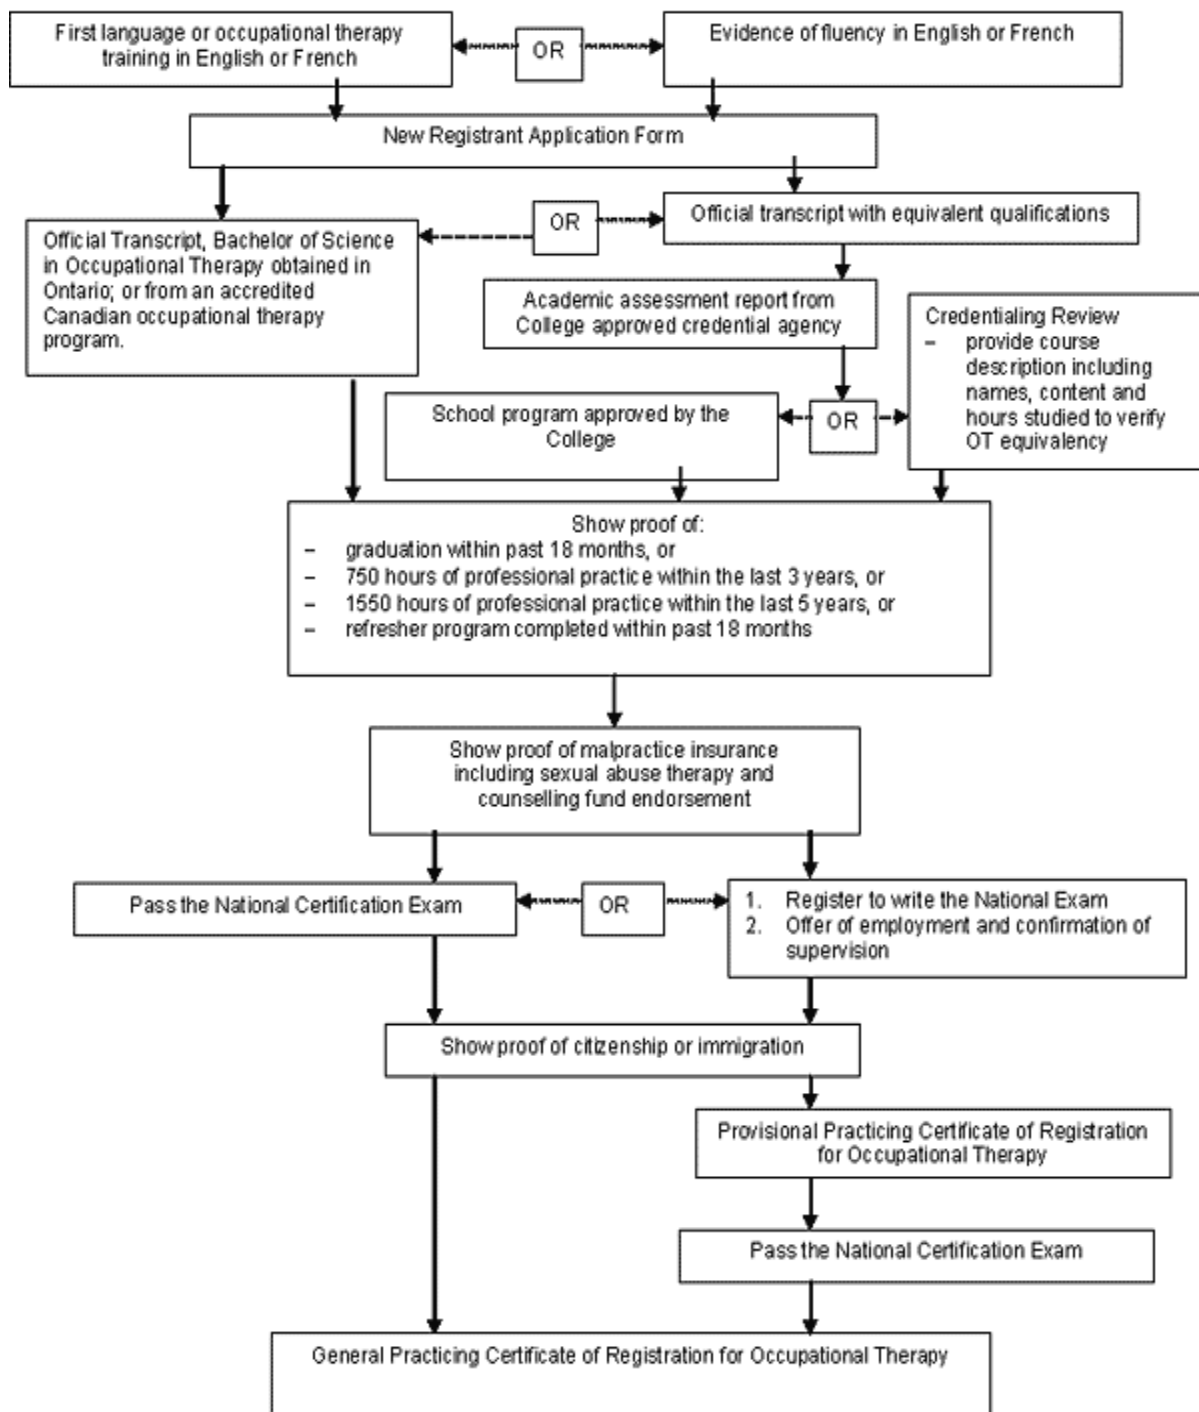 First language or occupational therapy
training in English or French
OR
Evidence of fluency in English or French
New Registrant Application Form
Official Transcript, Bachelor of Science
in Occupational Therapy obtained in
Ontario; or from an accredited
Canadian occupational therapy
program.
OR
Official transcript with equivalent qualifications
Academic assessment report from
College approved credential agency
School program approved by the
College
OR
Credentialing Review
– provide course
description including
names, content and
hours studied to verify
OT equivalency
Show proof of:
– graduation within past 18 months, or
– 750 hours of professional practice within the last 3 years, or
– 1550 hours of professional practice within the last 5 years, or
– refresher program completed within past 18 months
Show proof of malpractice insurance
including sexual abuse therapy and
counselling fund endorsement
Pass the National Certification Exam
OR
1. Register to write the National Exam
2. Offer of employment and confirmation of
supervision
Show proof of citizenship or immigration
Provisional Practicing Certificate of Registration
for Occupational Therapy
Pass the National Certification Exam
General Practicing Certificate of Registration for Occupational Therapy